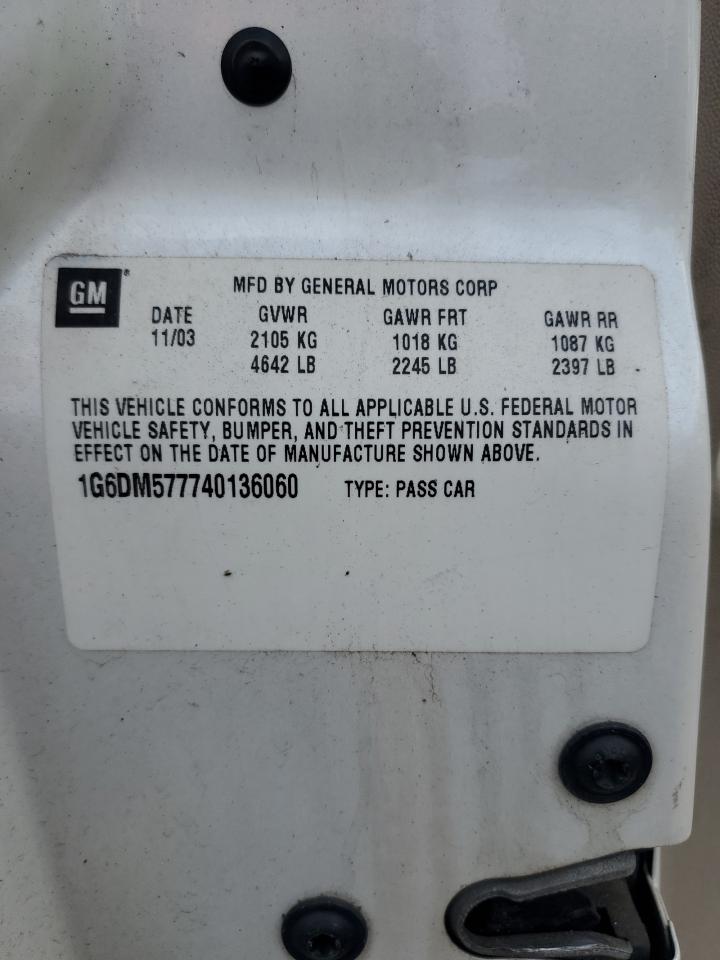 GM®
MFD BY GENERAL MOTORS CORP
DATE GVWR GAWR FRT GAWR RR
11/03 2105 KG 1018 KG 1087 KG
4642 LB 2245 LB 2397 LB
THIS VEHICLE CONFORMS TO ALL APPLICABLE U.S. FEDERAL MOTOR
VEHICLE SAFETY, BUMPER, AND THEFT PREVENTION STANDARDS IN
EFFECT ON THE DATE OF MANUFACTURE SHOWN ABOVE.
1G6DM577740136060 TYPE: PASS CAR